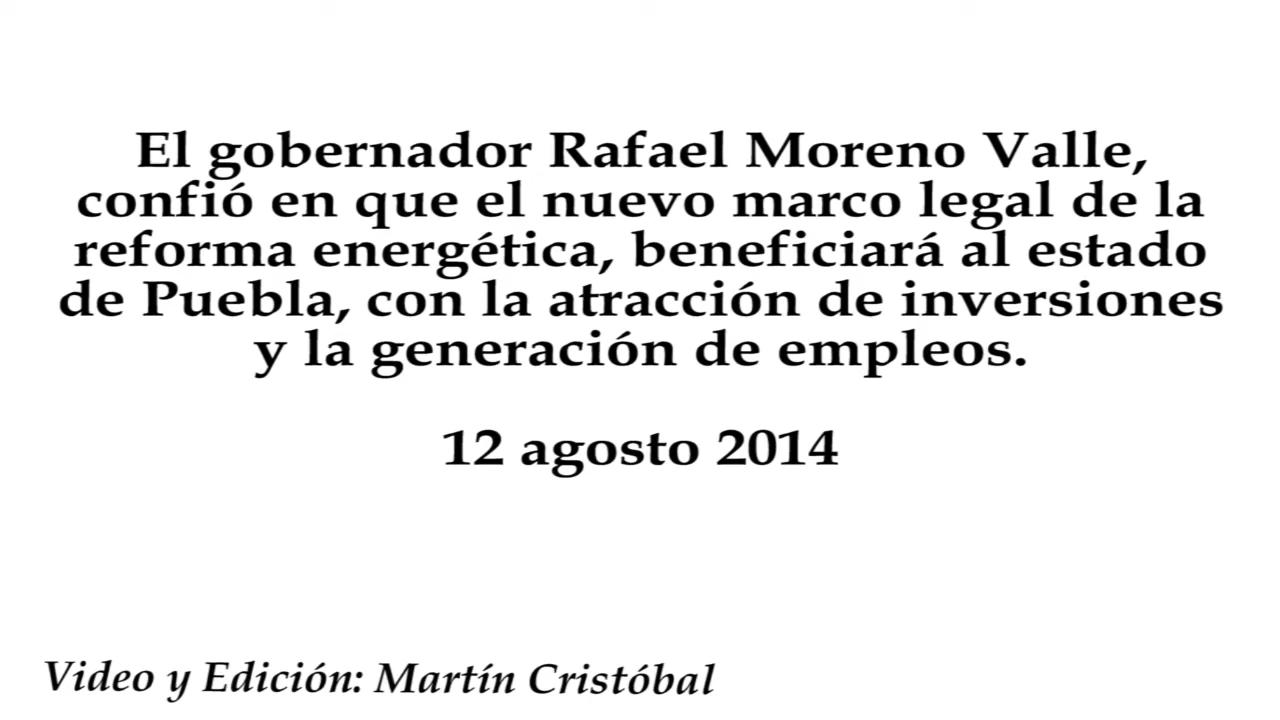 El gobernador Rafael Moreno Valle,
confió en que el nuevo marco legal de la
reforma energética, beneficiará al estado
de Puebla, con la atracción de inversiones
y la generación de empleos.
12 agosto 2014
Video y Edición: Martín Cristóbal